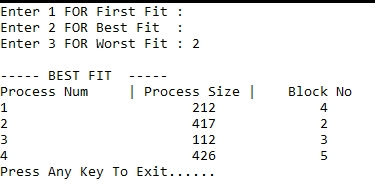 Enter 1 FOR First Fit :
Enter 2 FOR Best Fit  :
Enter 3 FOR Worst Fit : 2
----- BEST FIT  -----
Process Num     | Process Size |    Block No
1                       212             4
2                       417             2
3                       112             3
4                       426             5
Press Any Key To Exit......